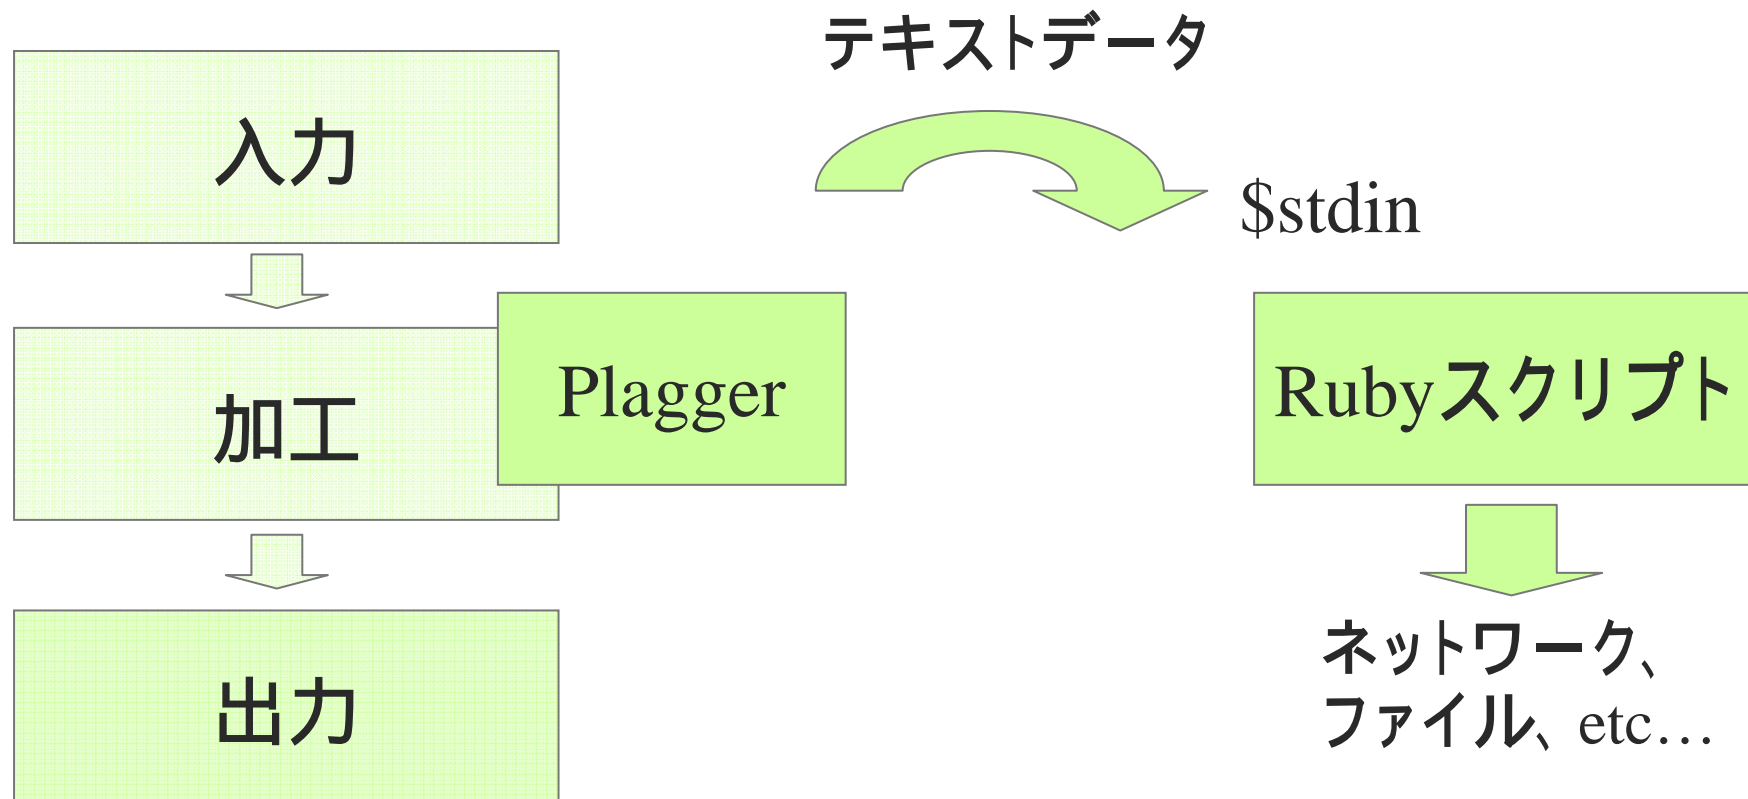 テキストデータ
入力
$stdin
Plagger
Rubyスクリプト
加工
ネットワーク、
ファイル、etc…
出力